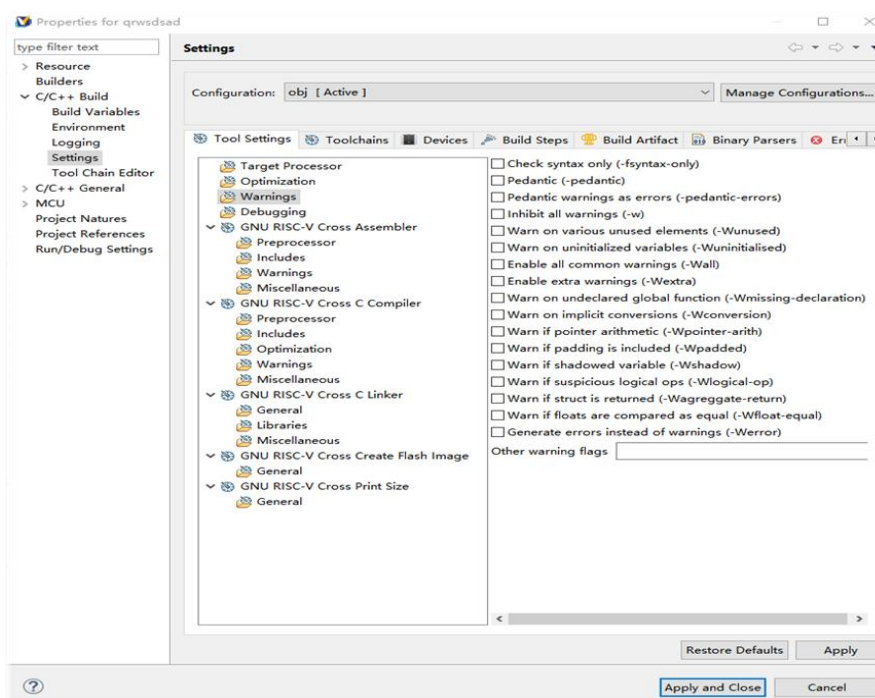 Properties for qrwsdsad
type filter text
Resource
Builders
C/C++ Build
Build Variables
Environment
Logging
Settings
Tool Chain Editor
C/C++ General
MCU
Project Natures
Project References
Run/Debug Settings
Settings
Configuration: obj [ Active ]
Manage Configurations...
Tool Settings Toolchains Devices Build Steps Build Artifact Binary Parsers Er
Target Processor
Optimization
Warnings
Debugging
GNU RISC-V Cross Assembler
Preprocessor
Includes
Warnings
Miscellaneous
GNU RISC-V Cross C Compiler
Preprocessor
Includes
Optimization
Warnings
Miscellaneous
GNU RISC-V Cross C Linker
General
Libraries
Miscellaneous
GNU RISC-V Cross Create Flash Image
General
GNU RISC-V Cross Print Size
General
Check syntax only (-fsyntax-only)
Pedantic (-pedantic)
Pedantic warnings as errors (-pedantic-errors)
Inhibit all warnings (-w)
Warn on various unused elements (-Wunused)
Warn on uninitialized variables (-Wuninitialised)
Enable all common warnings (-Wall)
Enable extra warnings (-Wextra)
Warn on undeclared global function (-Wmissing-declaration)
Warn on implicit conversions (-Wconversion)
Warn if pointer arithmetic (-Wpointer-arith)
Warn if padding is included (-Wpadded)
Warn if shadowed variable (-Wshadow)
Warn if suspicious logical ops (-Wlogical-op)
Warn if struct is returned (-Wagreggate-return)
Warn if floats are compared as equal (-Wfloat-equal)
Generate errors instead of warnings (-Werror)
Other warning flags
Restore Defaults Apply
Apply and Close Cancel